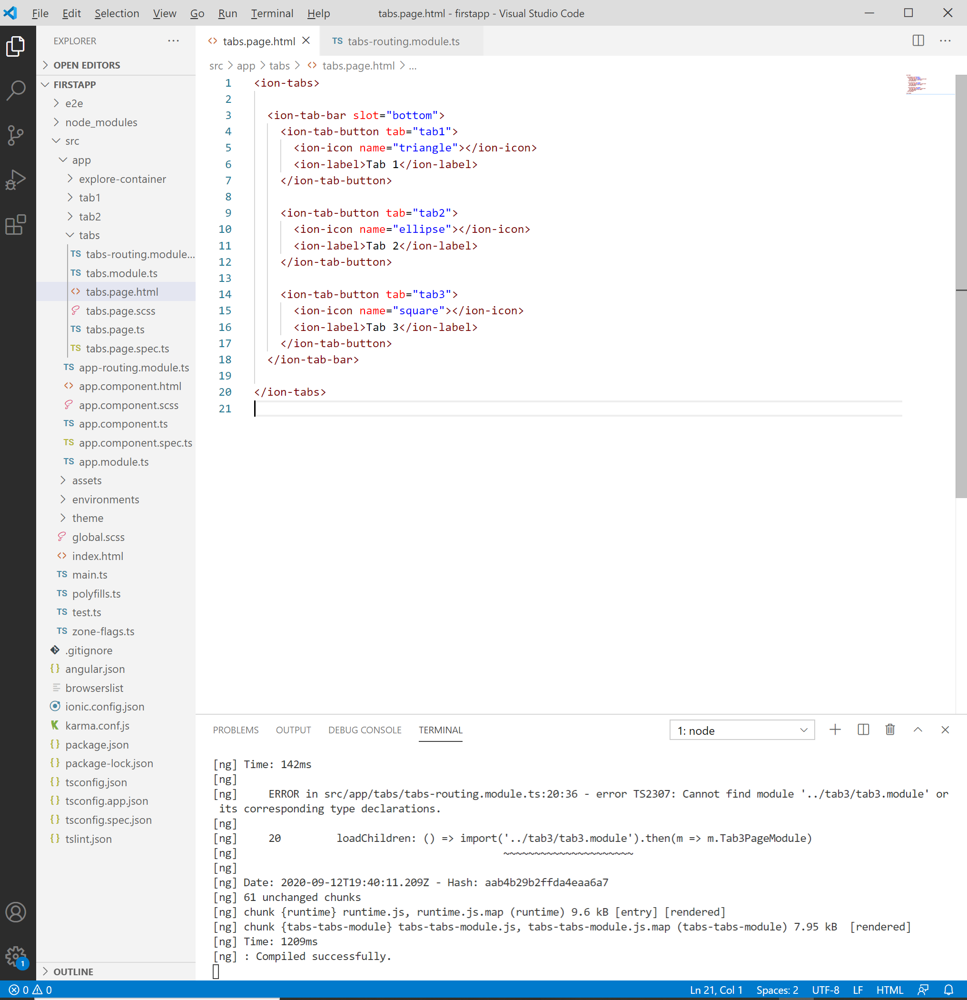 File Edit Selection View Go Run Terminal Help tabs.page.html - firstapp - Visual Studio Code
EXPLORER
OPEN EDITORS
FIRSTAPP
e2e
node_modules
src
app
explore-container
tab1
tab2
tabs
TS tabs-routing.module...
TS tabs.module.ts
<> tabs.page.html
tabs.page.scss
TS tabs.page.ts
TS tabs.page.spec.ts
TS app-routing.module.ts
<> app.component.html
app.component.scss
TS app.component.ts
TS app.component.spec.ts
TS app.module.ts
assets
environments
theme
global.scss
<> index.html
TS main.ts
TS polyfills.ts
TS test.ts
TS zone-flags.ts
.gitignore
{} angular.json
browserslist
ionic.config.json
karma.conf.js
{} package.json
{} package-lock.json
{} tsconfig.json
{} tsconfig.app.json
{} tsconfig.spec.json
{} tslint.json
OUTLINE
<> tabs.page.html TS tabs-routing.module.ts
src > app > tabs > <> tabs.page.html > ...
1 <ion-tabs>
2
3 <ion-tab-bar slot="bottom">
4 <ion-tab-button tab="tab1">
5 <ion-icon name="triangle"></ion-icon>
6 <ion-label>Tab 1</ion-label>
7 </ion-tab-button>
8
9 <ion-tab-button tab="tab2">
10 <ion-icon name="ellipse"></ion-icon>
11 <ion-label>Tab 2</ion-label>
12 </ion-tab-button>
13
14 <ion-tab-button tab="tab3">
15 <ion-icon name="square"></ion-icon>
16 <ion-label>Tab 3</ion-label>
17 </ion-tab-button>
18 </ion-tab-bar>
19
20 </ion-tabs>
21
PROBLEMS OUTPUT DEBUG CONSOLE TERMINAL 1: node
[ng] Time: 142ms
[ng]
[ng] ERROR in src/app/tabs/tabs-routing.module.ts:20:36 - error TS2307: Cannot find module '../tab3/tab3.module' or
its corresponding type declarations.
[ng]
[ng] 20 loadChildren: () => import('../tab3/tab3.module').then(m => m.Tab3PageModule)
[ng] ~~~~~~~~~~~~~~~~~~~~~
[ng]
[ng] Date: 2020-09-12T19:40:11.209Z - Hash: aab4b29b2ffda4eaa6a7
[ng] 61 unchanged chunks
[ng] chunk {runtime} runtime.js, runtime.js.map (runtime) 9.6 kB [entry] [rendered]
[ng] chunk {tabs-tabs-module} tabs-tabs-module.js, tabs-tabs-module.js.map (tabs-tabs-module) 7.95 kB [rendered]
[ng] Time: 1209ms
[ng] : Compiled successfully.
1
0 0 Ln 21, Col 1 Spaces: 2 UTF-8 LF HTML